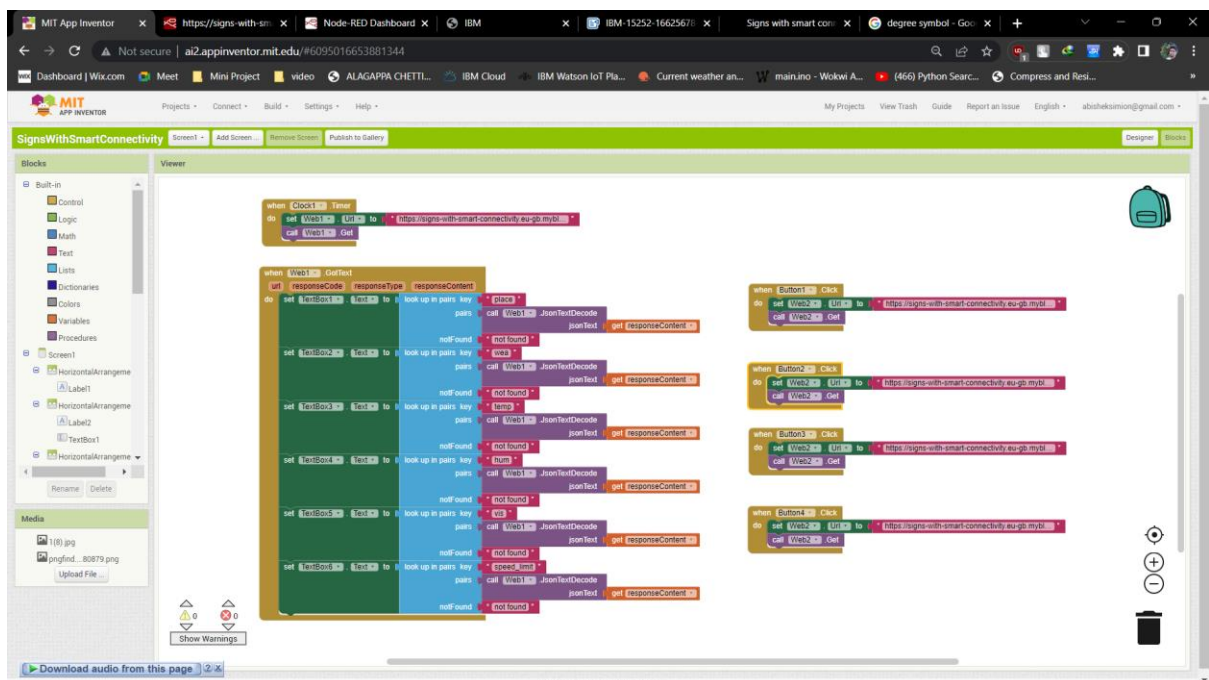 MIT App Inventor
https://signs-with-sm
Node-RED Dashboard
IBM
IBM-15252-16625678
Signs with smart conn
degree symbol - Goo
Not secure | ai2.appinventor.mit.edu/#6095016653881344
Dashboard | Wix.com Meet Mini Project video ALAGAPPA CHETTI... IBM Cloud IBM Watson IoT Pla... Current weather an... main.ino - Wokwi A... (466) Python Searc... Compress and Resi...
MIT
APP INVENTOR
Projects Connect Build Settings Help
My Projects View Trash Guide Report an Issue English abisheksimion@gmail.com
SignsWithSmartConnectivity Screen1 Add Screen ... Remove Screen Publish to Gallery Designer Blocks
Blocks
Viewer
Built-in
Control
Logic
Math
Text
Lists
Dictionaries
Colors
Variables
Procedures
Screen1
HorizontalArrangeme
Label1
HorizontalArrangeme
Label2
TextBox1
HorizontalArrangeme
Rename Delete
Media
1(8).jpg
pngfind....80879.png
Upload File ...
when Clock1 .Timer
do set Web1 . Url to " https://signs-with-smart-connectivity.eu-gb.mybl... "
call Web1 .Get
when Web1 .GotText
url responseCode responseType responseContent
do set TextBox1 . Text to look up in pairs key " place "
pairs call Web1 .JsonTextDecode
jsonText get responseContent
notFound " not found "
set TextBox2 . Text to look up in pairs key " wea "
pairs call Web1 .JsonTextDecode
jsonText get responseContent
notFound " not found "
set TextBox3 . Text to look up in pairs key " temp "
pairs call Web1 .JsonTextDecode
jsonText get responseContent
notFound " not found "
set TextBox4 . Text to look up in pairs key " hum "
pairs call Web1 .JsonTextDecode
jsonText get responseContent
notFound " not found "
set TextBox5 . Text to look up in pairs key " vis "
pairs call Web1 .JsonTextDecode
jsonText get responseContent
notFound " not found "
set TextBox6 . Text to look up in pairs key " speed_limit "
pairs call Web1 .JsonTextDecode
jsonText get responseContent
notFound " not found "
when Button1 .Click
do set Web2 . Url to " https://signs-with-smart-connectivity.eu-gb.mybl... "
call Web2 .Get
when Button2 .Click
do set Web2 . Url to " https://signs-with-smart-connectivity.eu-gb.mybl... "
call Web2 .Get
when Button3 .Click
do set Web2 . Url to " https://signs-with-smart-connectivity.eu-gb.mybl... "
call Web2 .Get
when Button4 .Click
do set Web2 . Url to " https://signs-with-smart-connectivity.eu-gb.mybl... "
call Web2 .Get
0 0
Show Warnings
Download audio from this page ? x